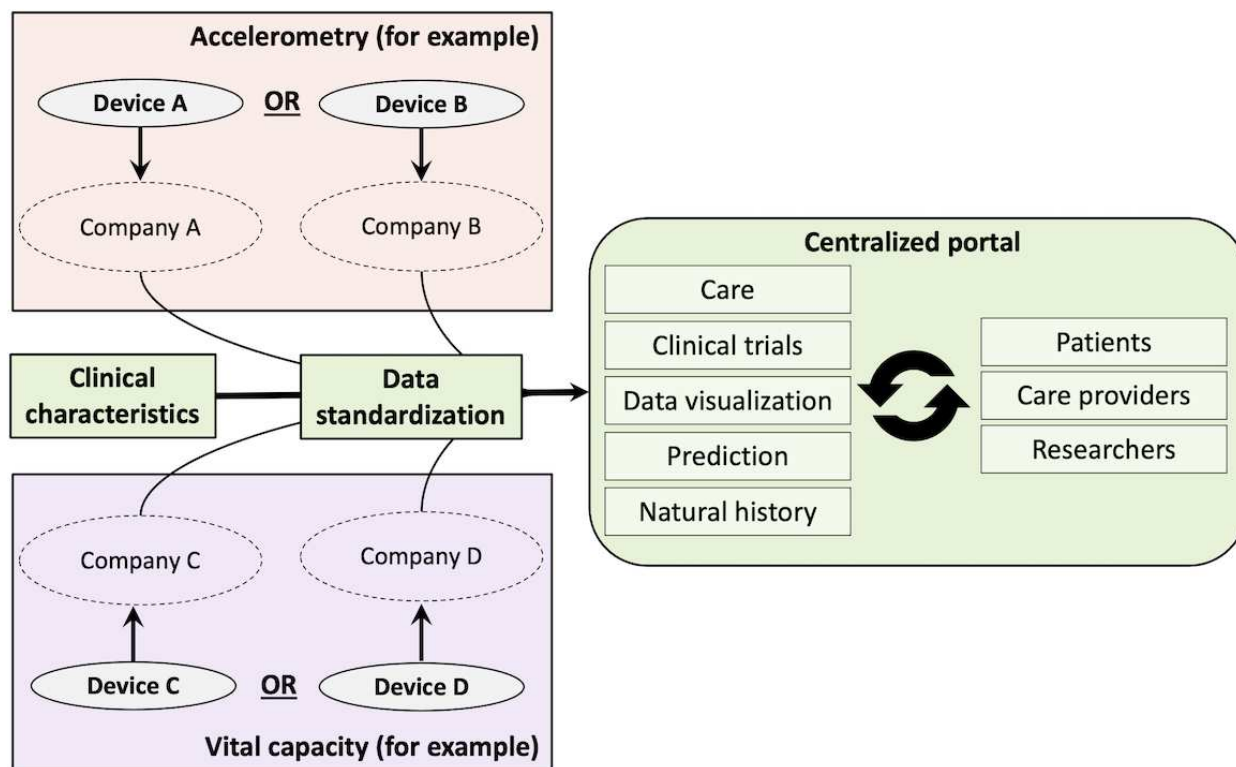 Accelerometry (for example)
Device A
OR
Device B
Company A
Company B
Clinical
characteristics
Data
standardization
Company C
Company D
Device C
OR
Device D
Vital capacity (for example)
Centralized portal
Care
Clinical trials
Data visualization
Prediction
Natural history
Patients
Care providers
Researchers